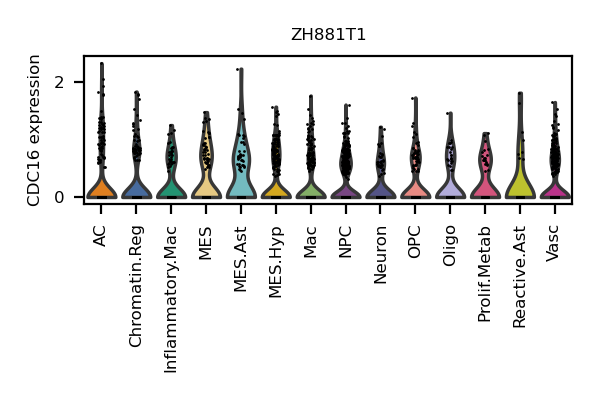 ZH881T1
CDC16 expression
2
0
AC
Chromatin.Reg
Inflammatory.Mac
MES
MES.Ast
MES.Hyp
Mac
NPC
Neuron
OPC
Oligo
Prolif.Metab
Reactive.Ast
Vasc